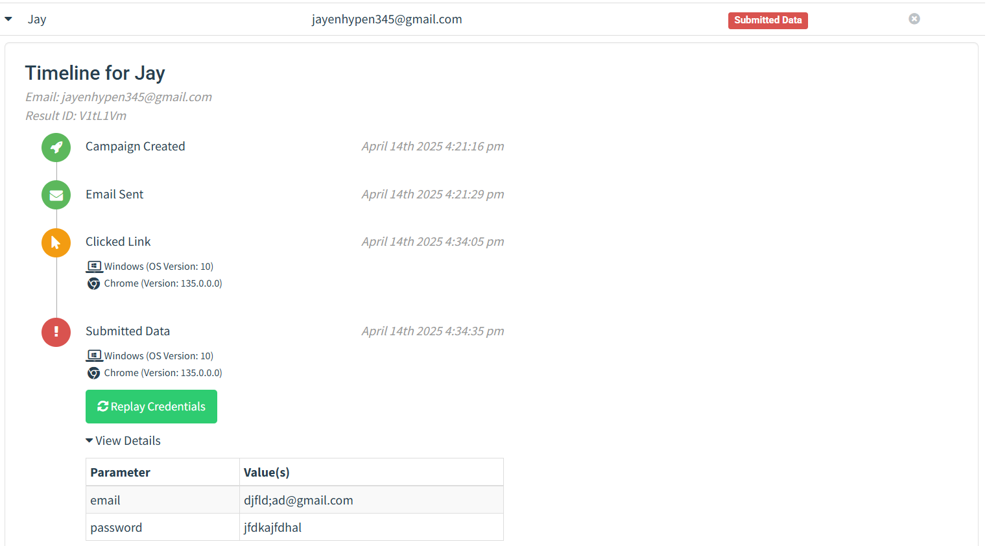 Jay jayenhypen345@gmail.com Submitted Data
Timeline for Jay
Email: jayenhypen345@gmail.com
Result ID: V1tL1Vm
Campaign Created April 14th 2025 4:21:16 pm
Email Sent April 14th 2025 4:21:29 pm
Clicked Link April 14th 2025 4:34:05 pm
Windows (OS Version: 10)
Chrome (Version: 135.0.0.0)
Submitted Data April 14th 2025 4:34:35 pm
Windows (OS Version: 10)
Chrome (Version: 135.0.0.0)
Replay Credentials
View Details
Parameter Value(s)
email djfld;ad@gmail.com
password jfdkajfdhal